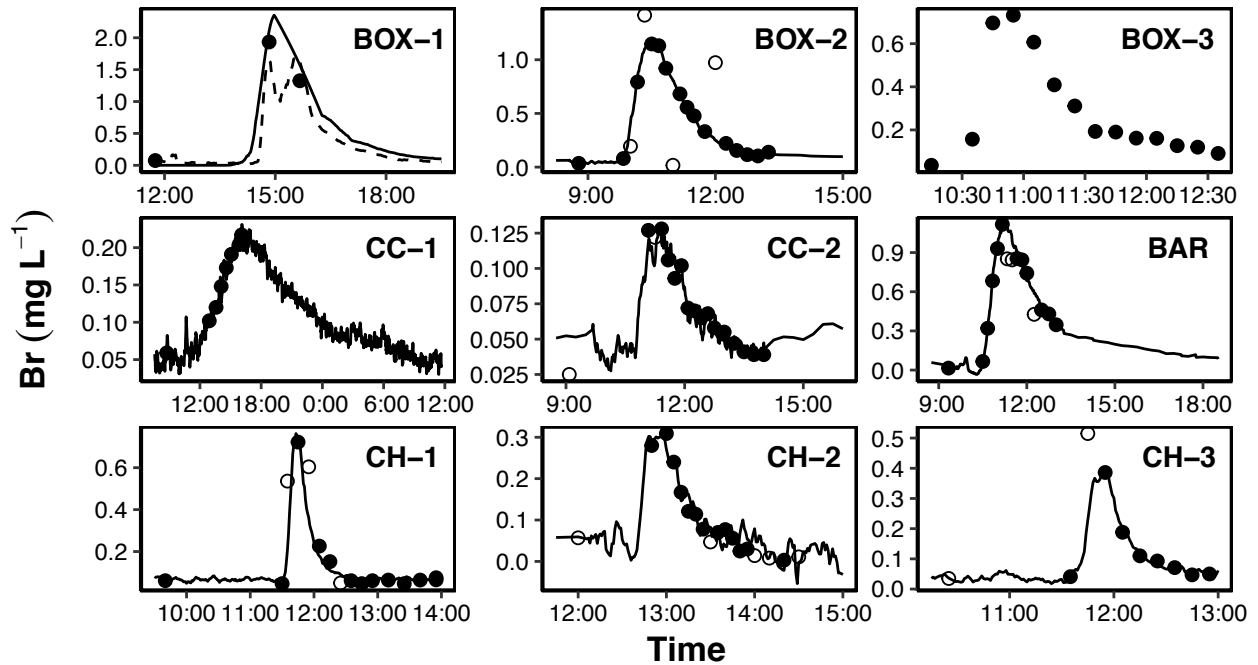 BOX−1
2.0
1.5
1.0
0.5
0.0
12:00 15:00 18:00
BOX−2
1.0
0.5
0.0
9:00 12:00 15:00
BOX−3
0.6
0.4
0.2
10:30 11:00 11:30 12:00 12:30
Br (mg L⁻¹)
CC−1
0.20
0.15
0.10
0.05
12:00 18:00 0:00 6:00 12:00
CC−2
0.125
0.100
0.075
0.050
0.025
9:00 12:00 15:00
BAR
0.9
0.6
0.3
0.0
9:00 12:00 15:00 18:00
CH−1
0.6
0.4
0.2
10:00 11:00 12:00 13:00 14:00
CH−2
0.3
0.2
0.1
0.0
12:00 13:00 14:00 15:00
CH−3
0.5
0.4
0.3
0.2
0.1
0.0
11:00 12:00 13:00
Time